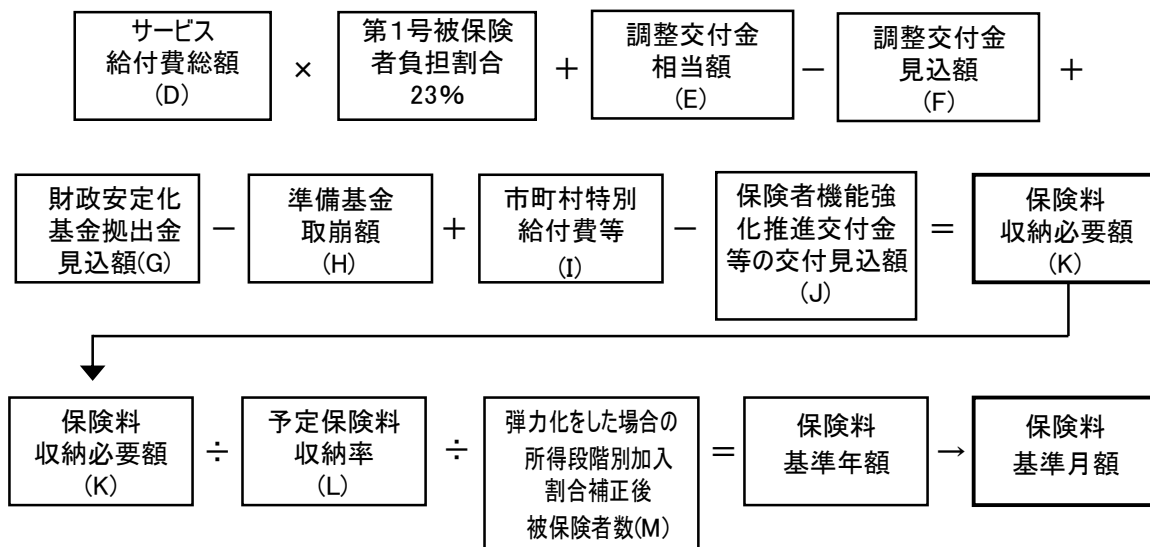 サービス
給付費総額
(D)
×
第1号被保険
者負担割合
23%
+
調整交付金
相当額
(E)
−
調整交付金
見込額
(F)
+
財政安定化
基金拠出金
見込額(G)
−
準備基金
取崩額
(H)
+
市町村特別
給付費等
(I)
−
保険者機能強
化推進交付金
等の交付見込額
(J)
=
保険料
収納必要額
(K)
保険料
収納必要額
(K)
÷
予定保険料
収納率
(L)
÷
弾力化をした場合の
所得段階別加入
割合補正後
被保険者数(M)
=
保険料
基準年額
→
保険料
基準月額